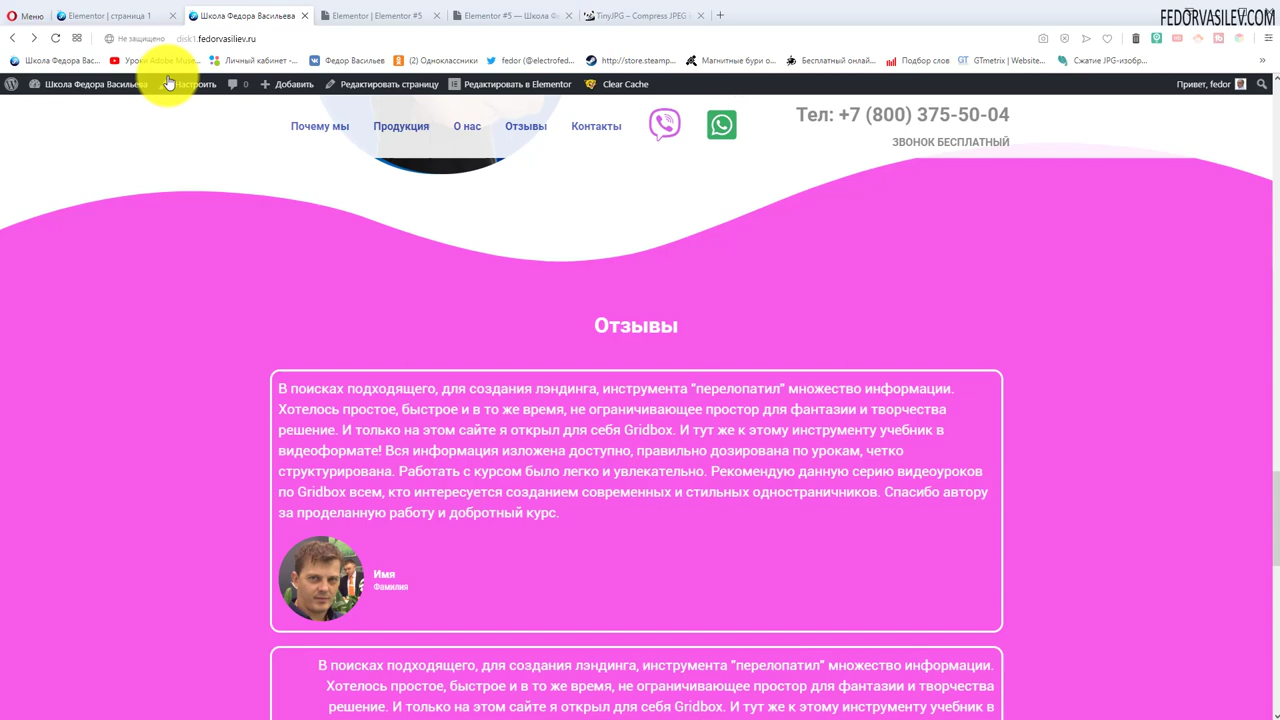 Меню
Elementor | страница 1
Школа Федора Васильева
Elementor | Elementor #5
Elementor #5 — Школа Ф
TinyJPG – Compress JPEG
FEDORVASILEV.COM
Не защищено
disk1.fedorvasiliev.ru
Школа Федора Вас...
Уроки Adobe Muse...
Личный кабинет -...
Федор Васильев
(2) Одноклассники
fedor (@electrofed...
http://store.steamp...
Магнитные бури о...
Бесплатный онлай...
Подбор слов
GTmetrix | Website...
Сжатие JPG-изобр...
Школа Федора Васильева
Настроить
0
Добавить
Редактировать страницу
Редактировать в Elementor
Clear Cache
Привет, fedor
Почему мы
Продукция
О нас
Отзывы
Контакты
Тел: +7 (800) 375-50-04
ЗВОНОК БЕСПЛАТНЫЙ
Отзывы
В поисках подходящего, для создания лэндинга, инструмента "перелопатил" множество информации.
Хотелось простое, быстрое и в то же время, не ограничивающее простор для фантазии и творчества
решение. И только на этом сайте я открыл для себя Gridbox. И тут же к этому инструменту учебник в
видеоформате! Вся информация изложена доступно, правильно дозирована по урокам, четко
структурирована. Работать с курсом было легко и увлекательно. Рекомендую данную серию видеоуроков
по Gridbox всем, кто интересуется созданием современных и стильных одностраничников. Спасибо автору
за проделанную работу и добротный курс.
Имя
Фамилия
В поисках подходящего, для создания лэндинга, инструмента "перелопатил" множество информации.
Хотелось простое, быстрое и в то же время, не ограничивающее простор для фантазии и творчества
решение. И только на этом сайте я открыл для себя Gridbox. И тут же к этому инструменту учебник в